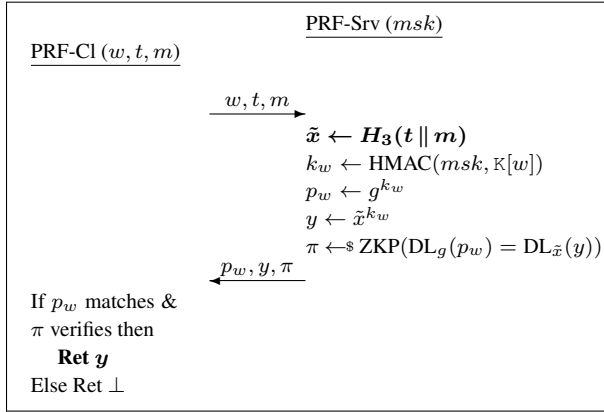 PRF-Srv (msk)
PRF-Cl (w, t, m)
w, t, m
x̃ ← H₃(t ∥ m)
k_w ← HMAC(msk, K[w])
p_w ← g^{k_w}
y ← x̃^{k_w}
π ←$ ZKP(DL_g(p_w) = DL_x̃(y))
p_w, y, π
If p_w matches &
π verifies then
Ret y
Else Ret ⊥